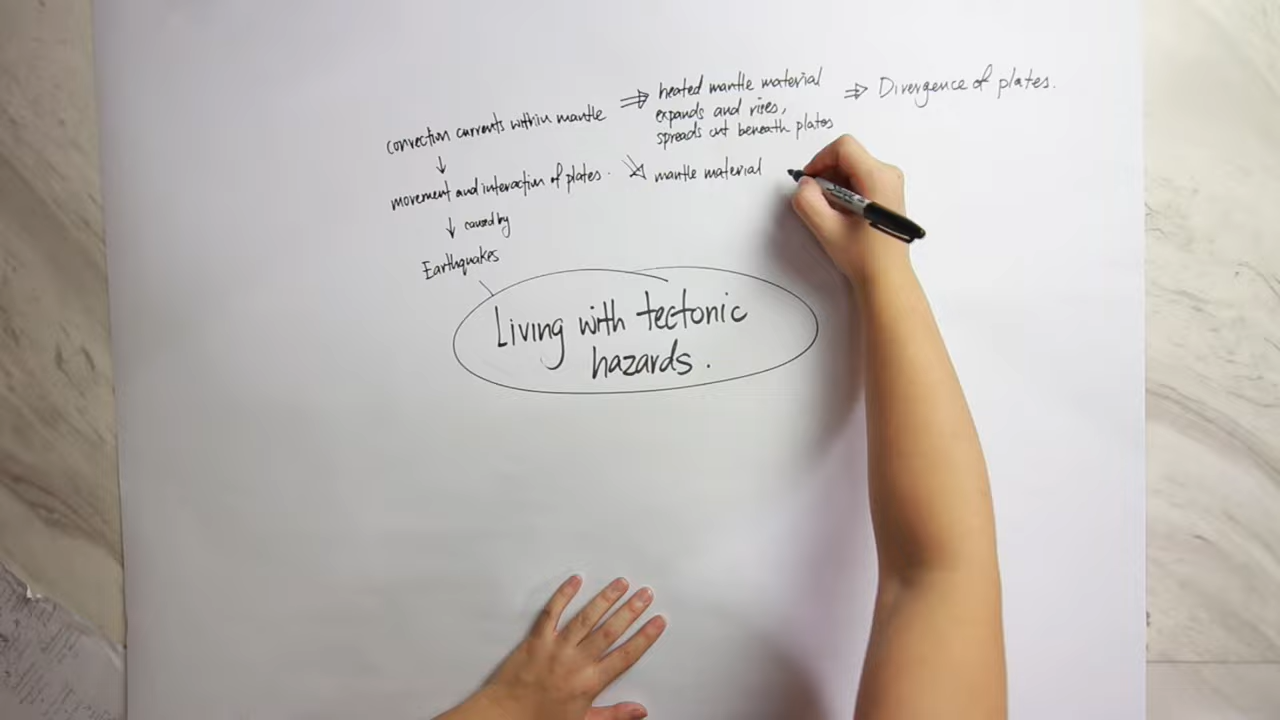 convection currents within mantle
⇒
heated mantle material
expands and rises,
spreads out beneath plates
⇒ Divergence of plates.
↓
movement and interaction of plates.
mantle material
↓ caused by
Earthquakes
Living with tectonic
hazards.